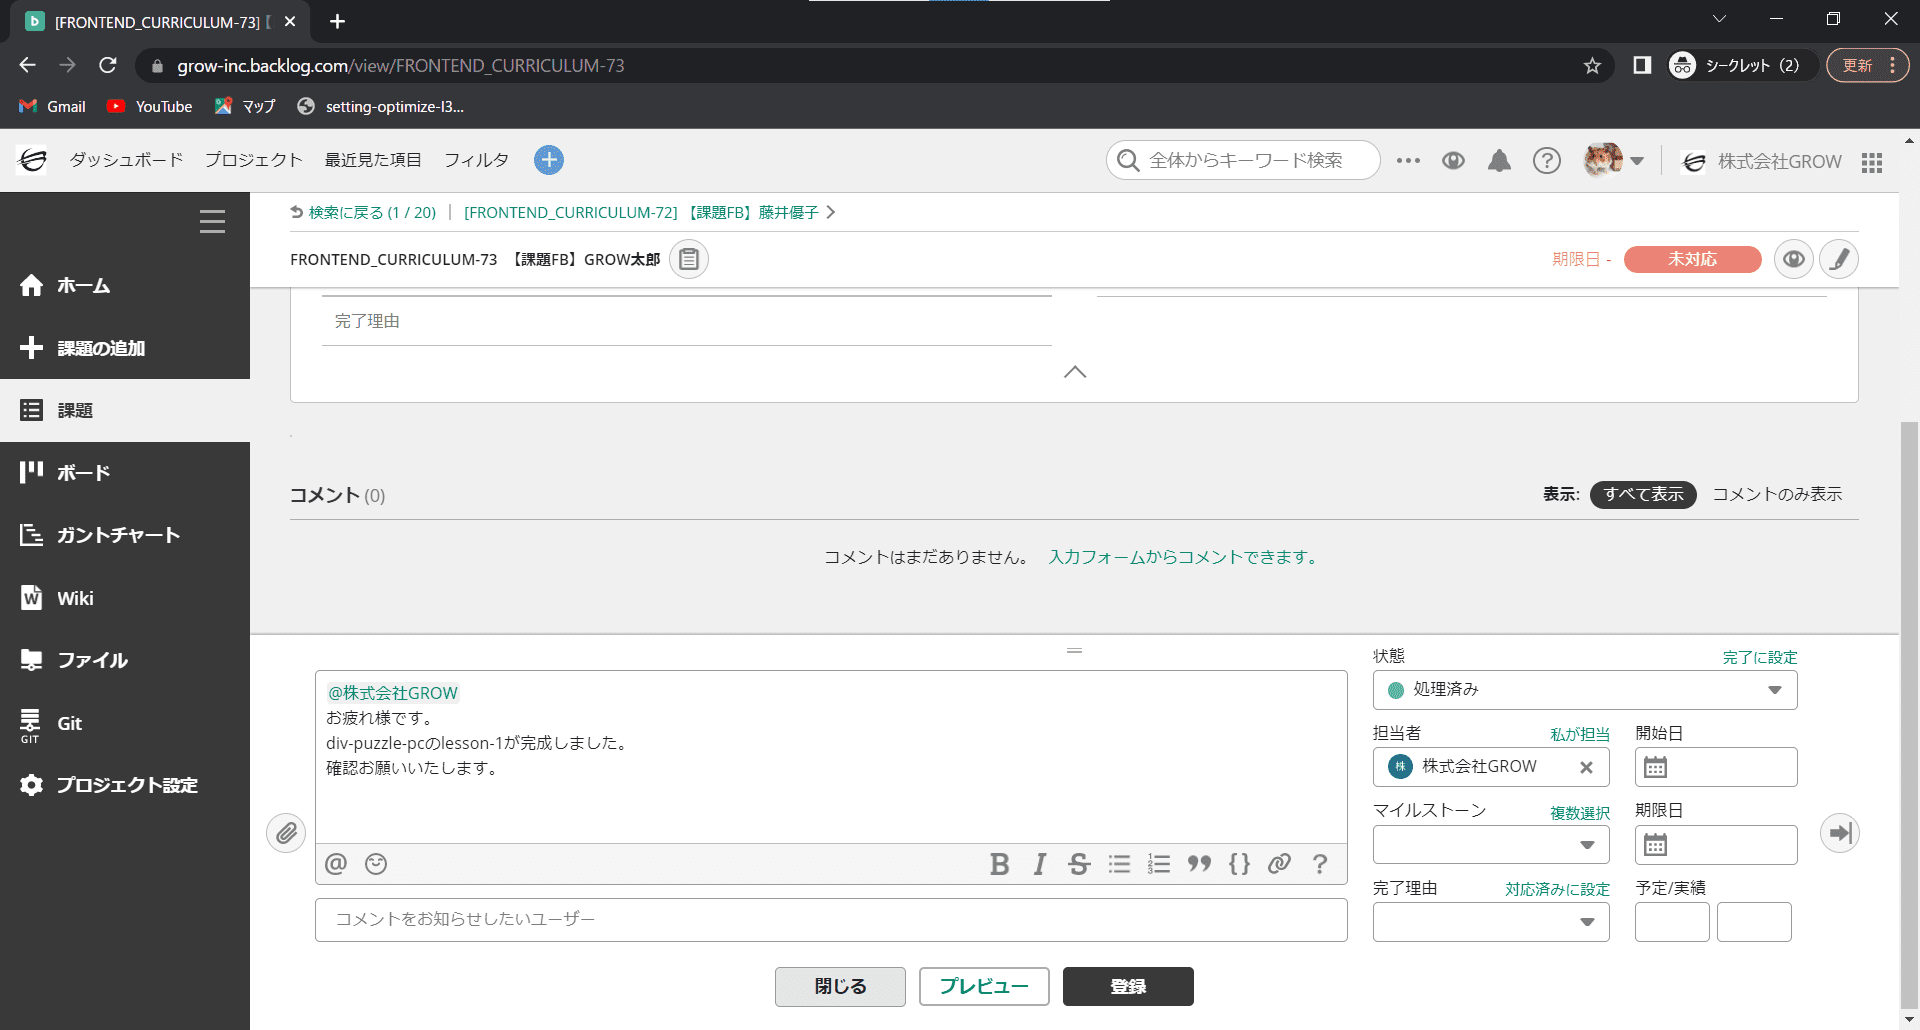 [FRONTEND_CURRICULUM-73]【
grow-inc.backlog.com/view/FRONTEND_CURRICULUM-73
シークレット (2)
更新
Gmail
YouTube
マップ
setting-optimize-l3...
ダッシュボード
プロジェクト
最近見た項目
フィルタ
全体からキーワード検索
株式会社GROW
検索に戻る (1 / 20)
[FRONTEND_CURRICULUM-72] 【課題FB】藤井優子
FRONTEND_CURRICULUM-73 【課題FB】GROW太郎
期限日 -
未対応
ホーム
課題の追加
課題
ボード
ガントチャート
Wiki
ファイル
GIT
Git
プロジェクト設定
完了理由
コメント (0)
表示:
すべて表示
コメントのみ表示
コメントはまだありません。 入力フォームからコメントできます。
@株式会社GROW
お疲れ様です。
div-puzzle-pcのlesson-1が完成しました。
確認お願いいたします。
コメントをお知らせしたいユーザー
状態
完了に設定
処理済み
担当者
私が担当
開始日
株
株式会社GROW
マイルストーン
複数選択
期限日
完了理由
対応済みに設定
予定/実績
閉じる
プレビュー
登録